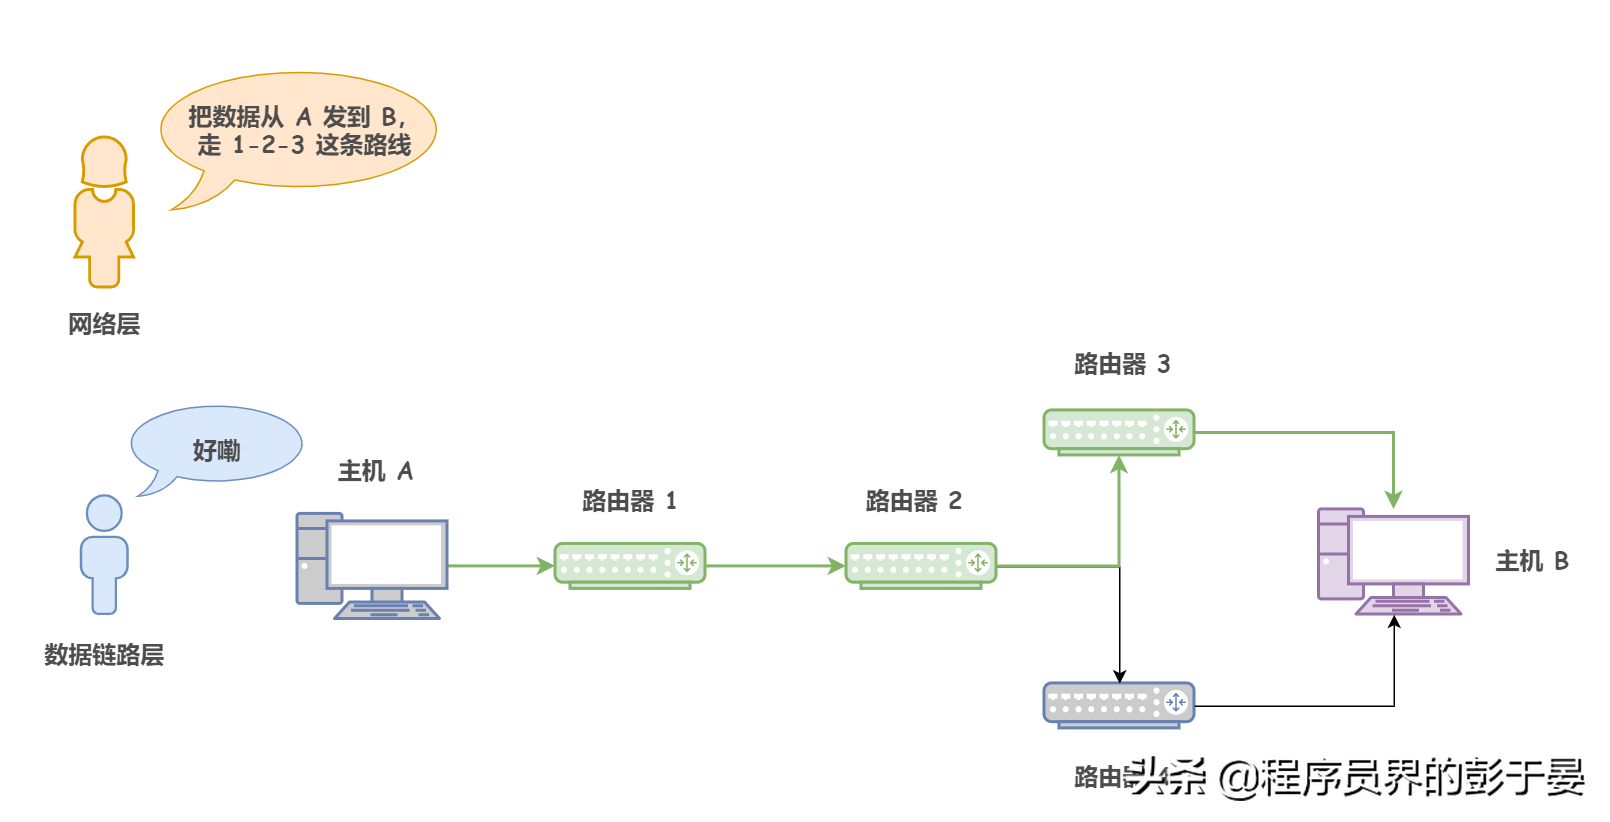 把数据从 A 发到 B,
走 1-2-3 这条路线
网络层
路由器 3
好嘞
主机 A
路由器 1
路由器 2
主机 B
数据链路层
路由器
头条 @程序员界的彭于晏